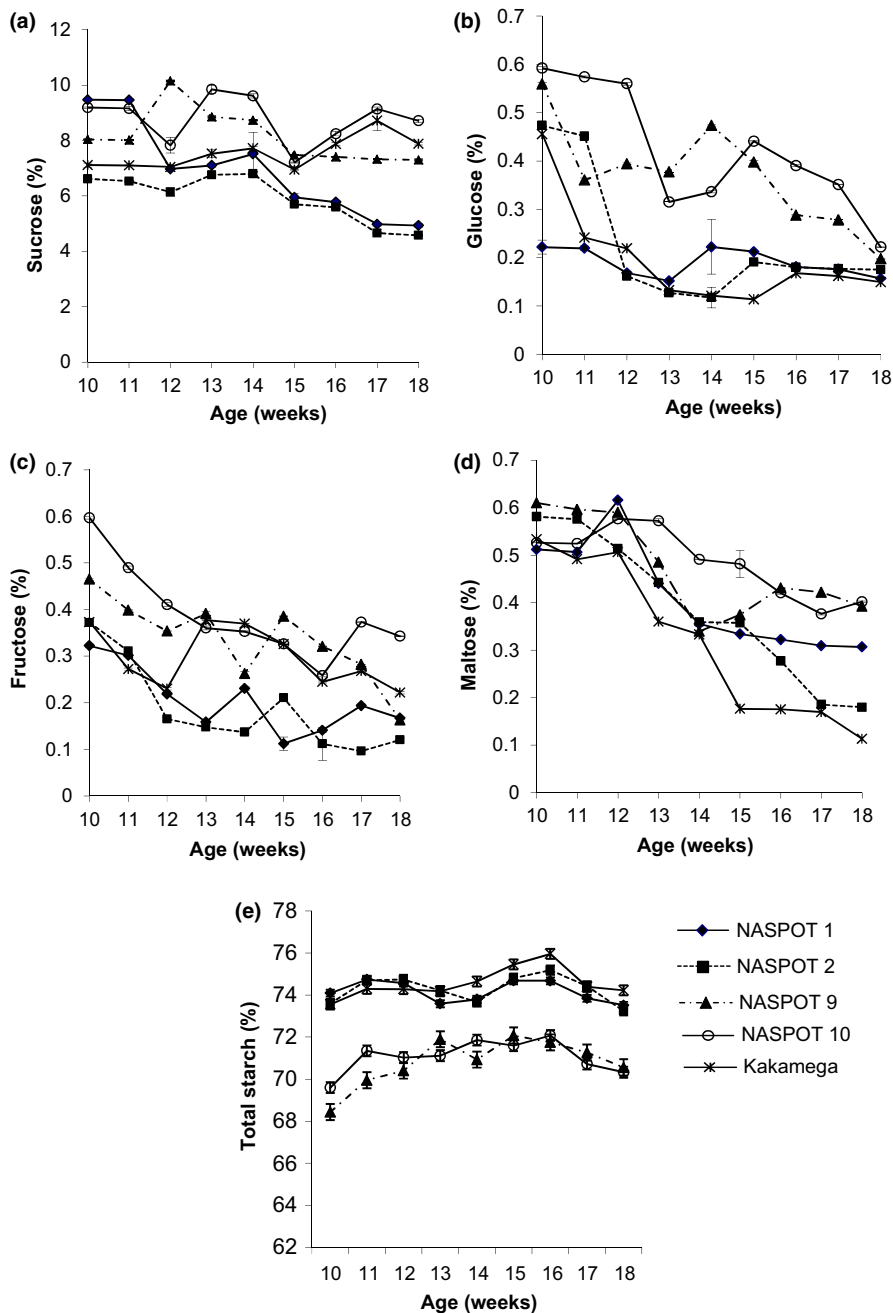 (a)
12
10
8
6
4
2
0
Sucrose (%)
10 11 12 13 14 15 16 17 18
Age (weeks)
(b)
0.7
0.6
0.5
0.4
0.3
0.2
0.1
0
Glucose (%)
10 11 12 13 14 15 16 17 18
Age (weeks)
(c)
0.7
0.6
0.5
0.4
0.3
0.2
0.1
0
Fructose (%)
10 11 12 13 14 15 16 17 18
Age (weeks)
(d)
0.7
0.6
0.5
0.4
0.3
0.2
0.1
0
Maltose (%)
10 11 12 13 14 15 16 17 18
Age (weeks)
(e)
78
76
74
72
70
68
66
64
62
Total starch (%)
10 11 12 13 14 15 16 17 18
Age (weeks)
NASPOT 1
NASPOT 2
NASPOT 9
NASPOT 10
Kakamega